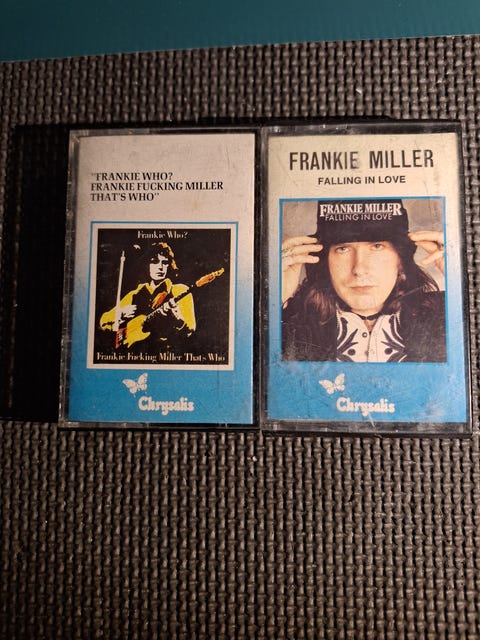 "FRANKIE WHO?
FRANKIE FUCKING MILLER
THAT'S WHO"
Frankie Who?
Frankie Fucking Miller That's Who
Chrysalis
FRANKIE MILLER
FALLING IN LOVE
FRANKIE MILLER
FALLING IN LOVE
Chrysalis